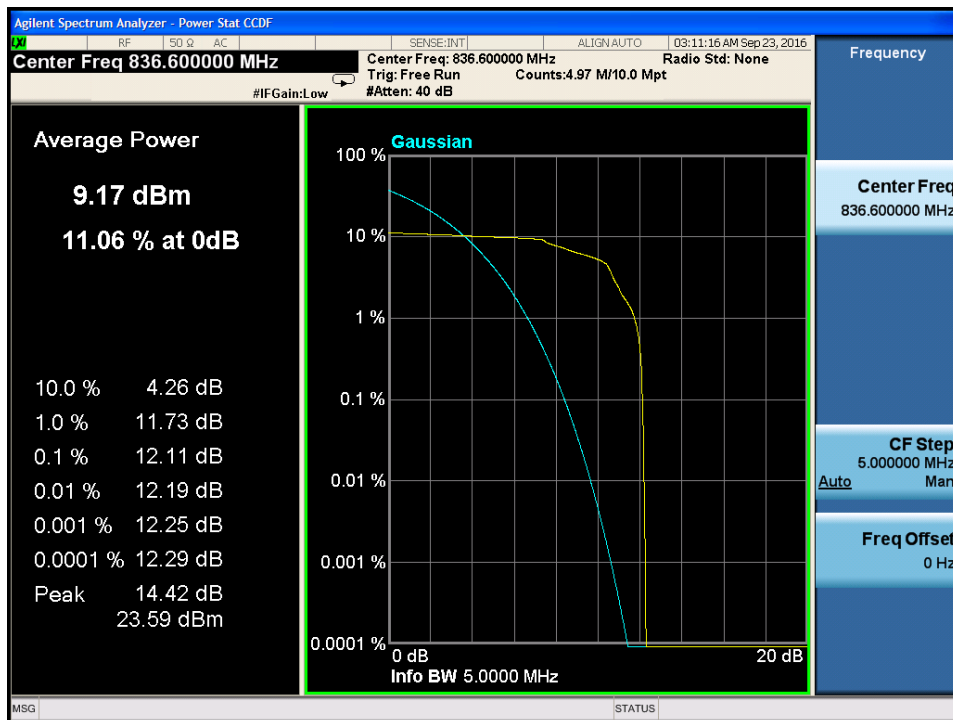 Agilent Spectrum Analyzer - Power Stat CCDF
LXI RF 50 Ω AC SENSE:INT ALIGN AUTO 03:11:16 AM Sep 23, 2016
Center Freq 836.600000 MHz
#IFGain:Low
Center Freq: 836.600000 MHz Radio Std: None
Trig: Free Run Counts:4.97 M/10.0 Mpt
#Atten: 40 dB
Average Power
9.17 dBm
11.06 % at 0dB
10.0 % 4.26 dB
1.0 % 11.73 dB
0.1 % 12.11 dB
0.01 % 12.19 dB
0.001 % 12.25 dB
0.0001 % 12.29 dB
Peak 14.42 dB
23.59 dBm
Gaussian
100 %
10 %
1 %
0.1 %
0.01 %
0.001 %
0.0001 %
0 dB 20 dB
Info BW 5.0000 MHz
Frequency
Center Freq
836.600000 MHz
CF Step
5.000000 MHz
Auto Man
Freq Offset
0 Hz
MSG STATUS